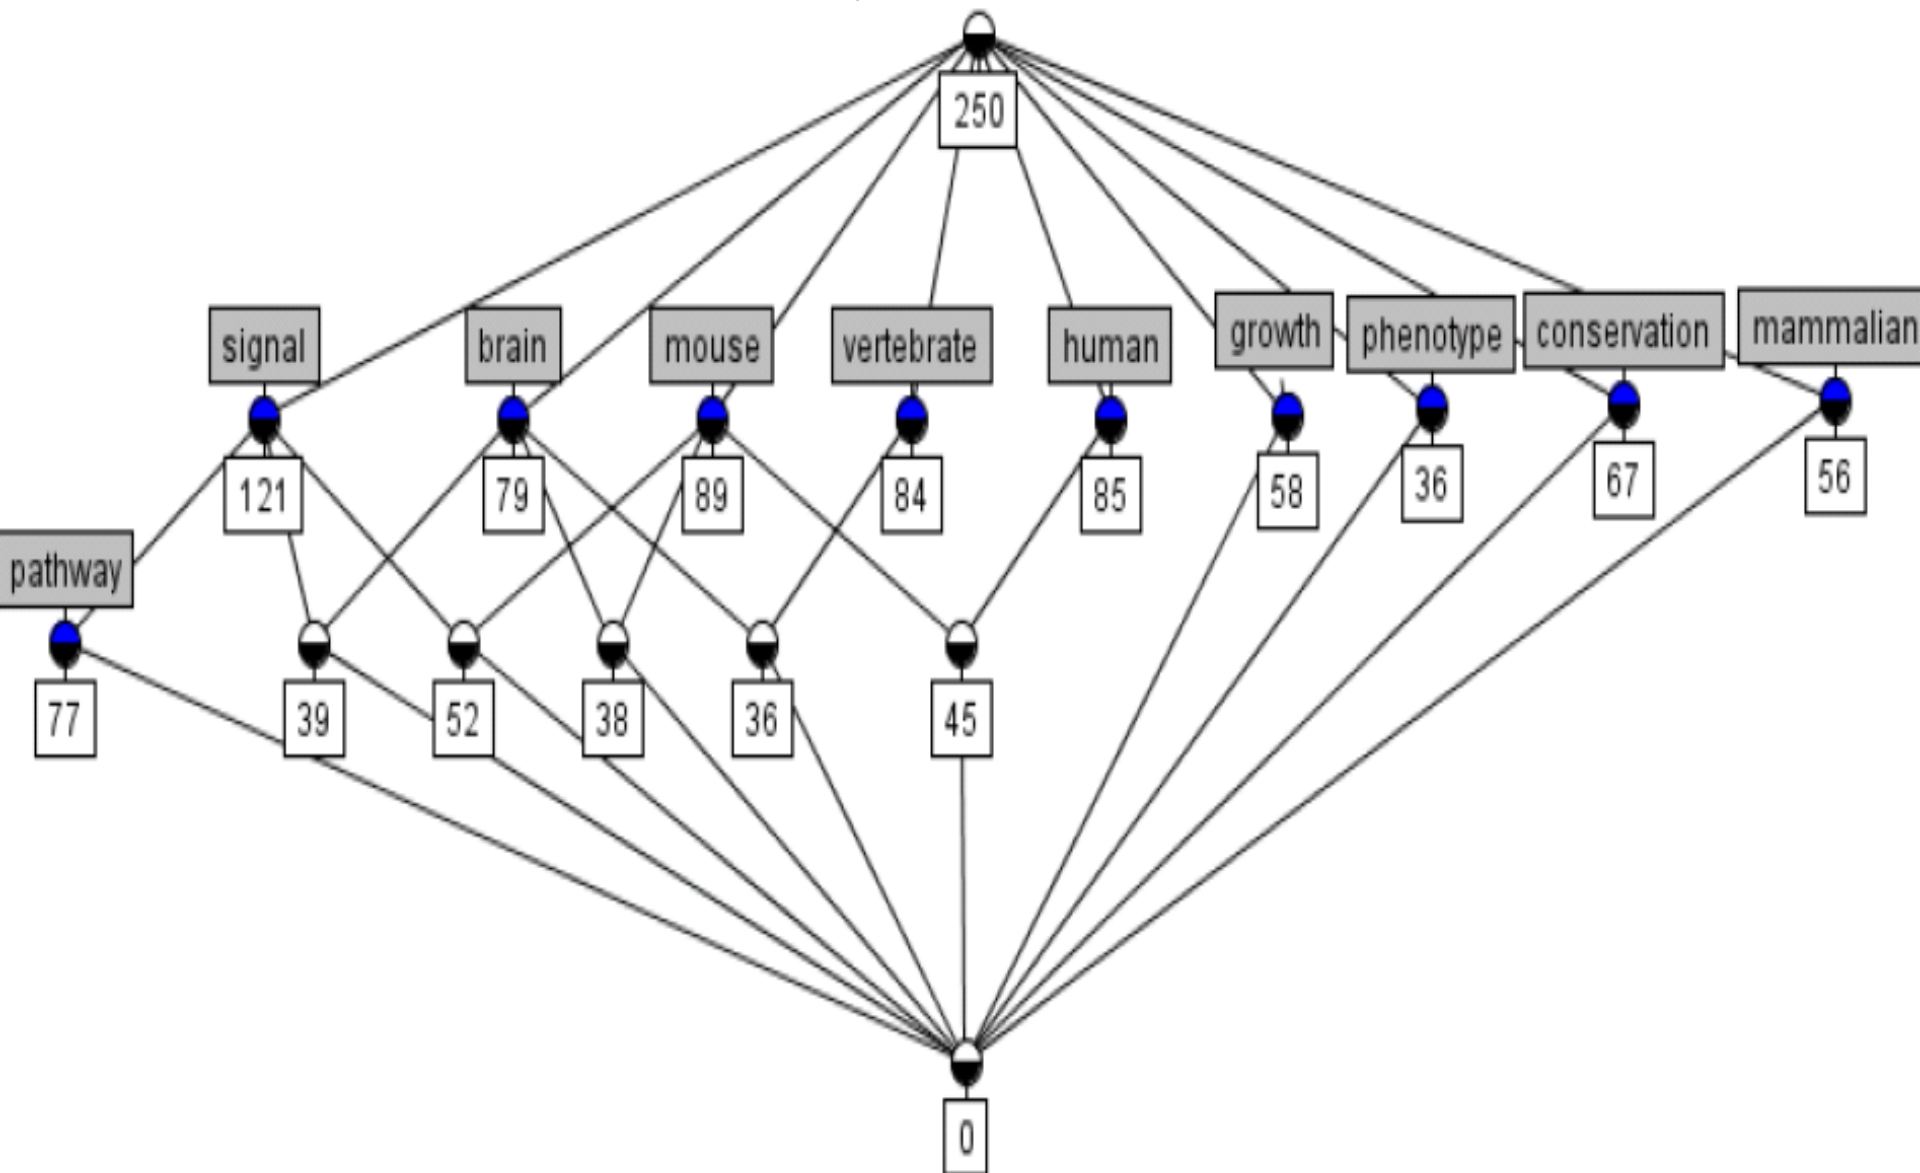 250
signal
brain
mouse
vertebrate
human
growth
phenotype
conservation
mammalian
121
79
89
84
85
58
36
67
56
pathway
77
39
52
38
36
45
0